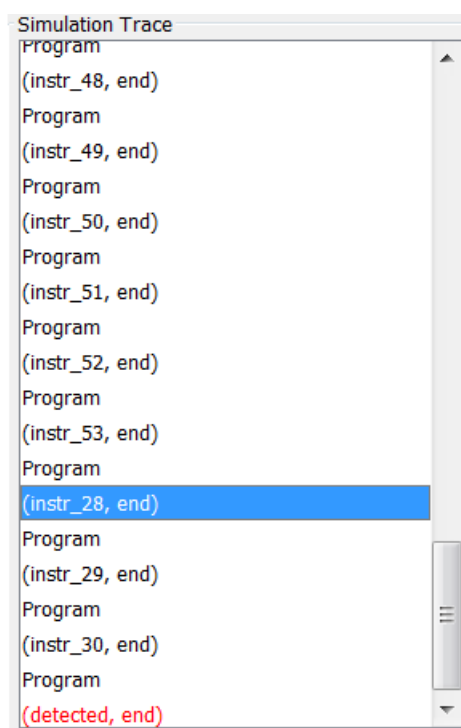 Simulation Trace
Program
(instr_48, end)
Program
(instr_49, end)
Program
(instr_50, end)
Program
(instr_51, end)
Program
(instr_52, end)
Program
(instr_53, end)
Program
(instr_28, end)
Program
(instr_29, end)
Program
(instr_30, end)
Program
(detected, end)